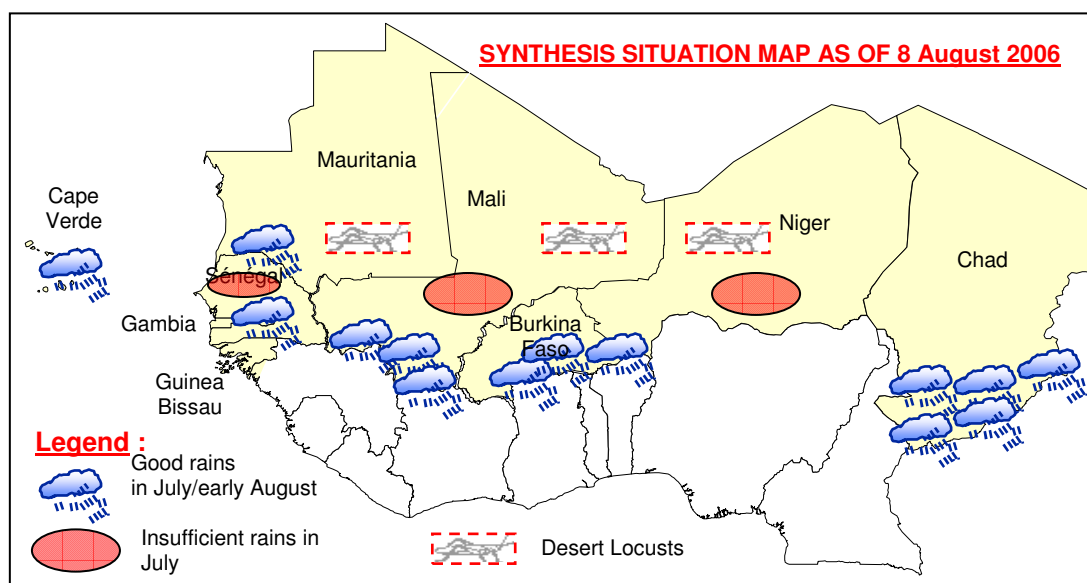 SYNTHESIS SITUATION MAP AS OF 8 August 2006
Mauritania
Mali
Niger
Chad
Cape
Verde
Sénegal
Gambia
Burkina
Faso
Guinea
Bissau
Legend :
Good rains
in July/early August
Insufficient rains in
July
Desert Locusts